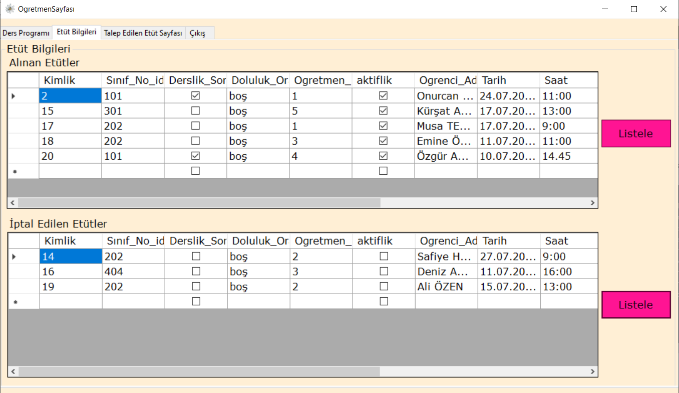 OgretmenSayfası
Ders Programı Etüt Bilgileri Talep Edilen Etüt Sayfası Çıkış
Etüt Bilgileri
Alınan Etütler
Kimlik Sınıf_No_id Derslik_Sor Doluluk_Or Ogretmen_ aktiflik Ogrenci_Ad Tarih Saat
2 101 boş 1 Onurcan ... 24.07.20... 11:00
15 301 boş 5 Kürşat A... 17.07.20... 13:00
17 202 boş 1 Musa TE... 17.07.20... 9:00
18 202 boş 3 Emine Ö... 11.07.20... 11:00
20 101 boş 4 Özgür A... 10.07.20... 14.45
Listele
İptal Edilen Etütler
Kimlik Sınıf_No_id Derslik_Sor Doluluk_Or Ogretmen_ aktiflik Ogrenci_Ad Tarih Saat
14 202 boş 2 Safiye H... 27.07.20... 9:00
16 404 boş 3 Deniz A... 11.07.20... 16:00
19 202 boş 2 Ali ÖZEN 15.07.20... 13:00
Listele